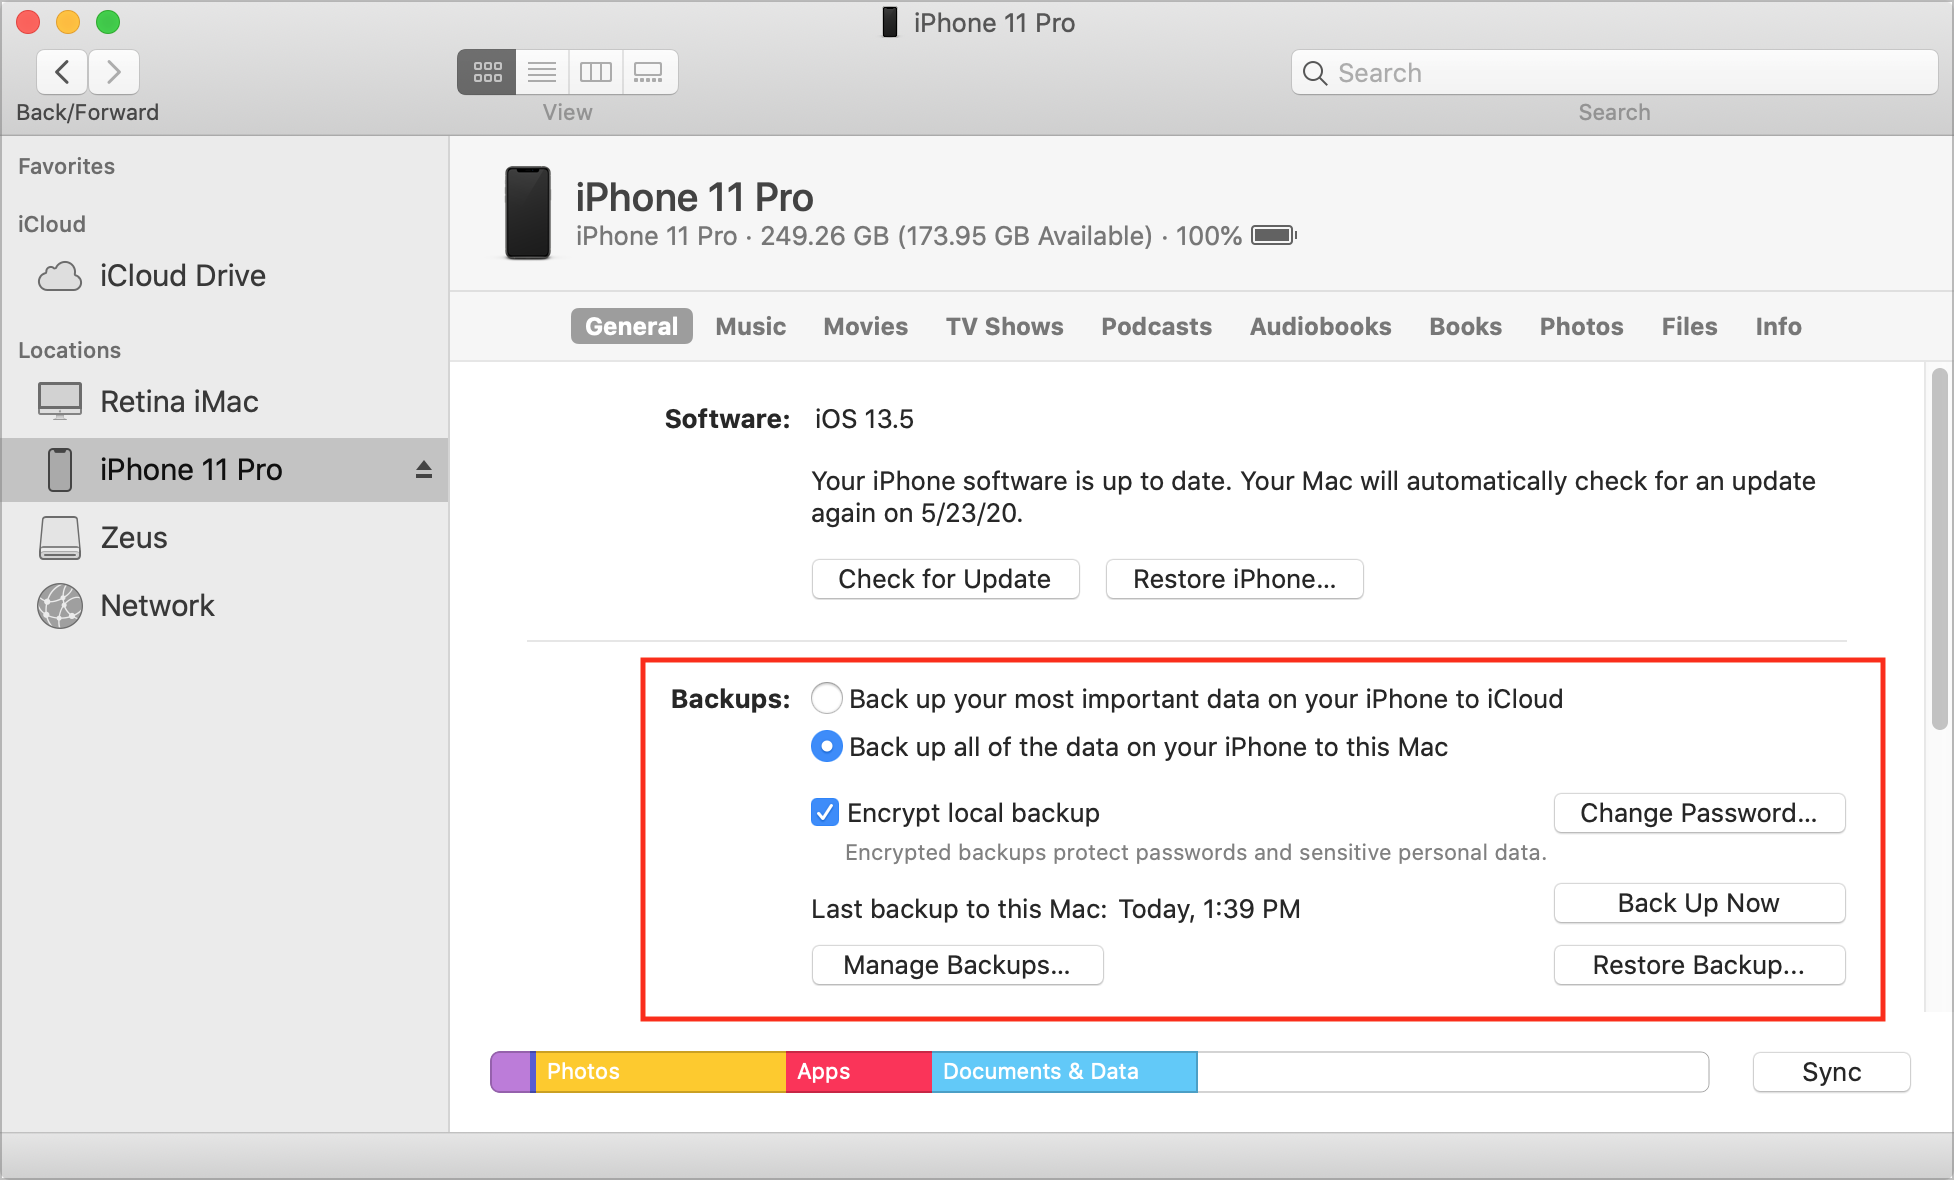 iPhone 11 Pro
Search
Back/Forward
View
Search
Favorites
iCloud
iCloud Drive
Locations
Retina iMac
iPhone 11 Pro
Zeus
Network
iPhone 11 Pro
iPhone 11 Pro · 249.26 GB (173.95 GB Available) · 100%
General Music Movies TV Shows Podcasts Audiobooks Books Photos Files Info
Software: iOS 13.5
Your iPhone software is up to date. Your Mac will automatically check for an update
again on 5/23/20.
Check for Update Restore iPhone...
Backups: Back up your most important data on your iPhone to iCloud
Back up all of the data on your iPhone to this Mac
Encrypt local backup Change Password...
Encrypted backups protect passwords and sensitive personal data.
Last backup to this Mac: Today, 1:39 PM Back Up Now
Manage Backups... Restore Backup...
Photos Apps Documents & Data Sync